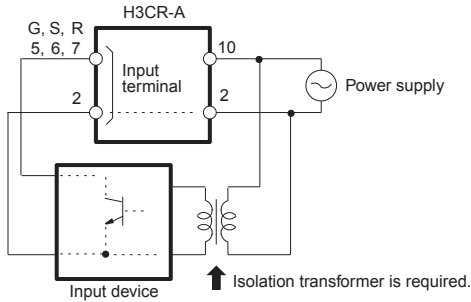 H3CR-A
G, S, R
5, 6, 7
10
Input
terminal
2
2
Power supply
Isolation transformer is required.
Input device